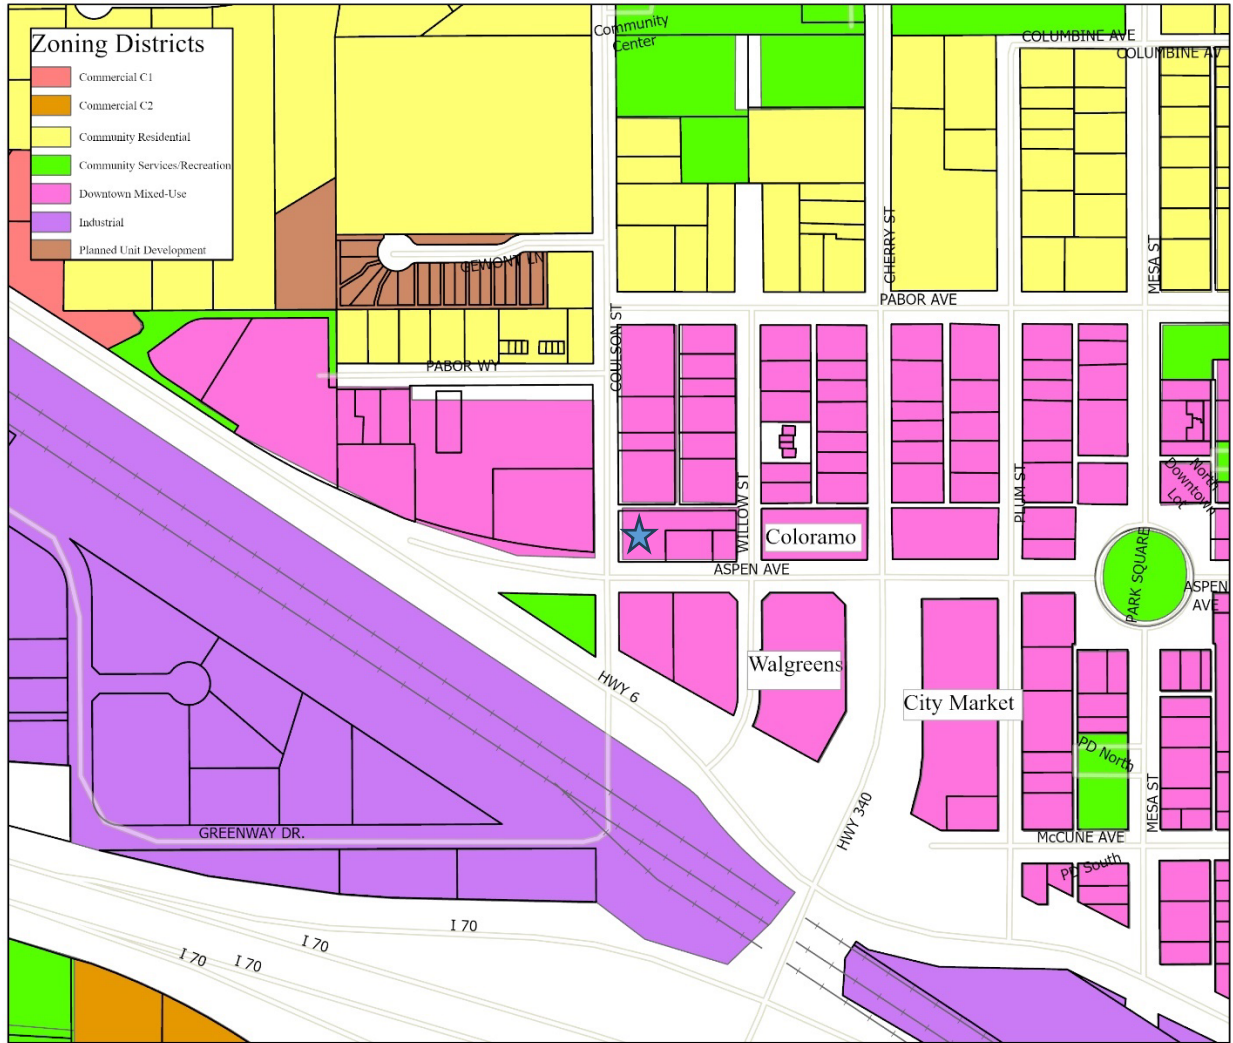 Zoning Districts
Commercial C1
Commercial C2
Community Residential
Community Services/Recreation
Downtown Mixed-Use
Industrial
Planned Unit Development
Community
Center
COLUMBINE AVE
COLUMBINE AV
GEWONT LN
CHERRY ST
MESA ST
PABOR AVE
COULSON ST
PABOR WY
WILLOW ST
PLUM ST
North
Downtown
Lot
Coloramo
ASPEN AVE
PARK SQUARE
ASPEN
AVE
HWY 6
Walgreens
City Market
PD North
MESA ST
HWY 340
GREENWAY DR.
McCUNE AVE
PD South
I 70
I 70
I 70
I 70